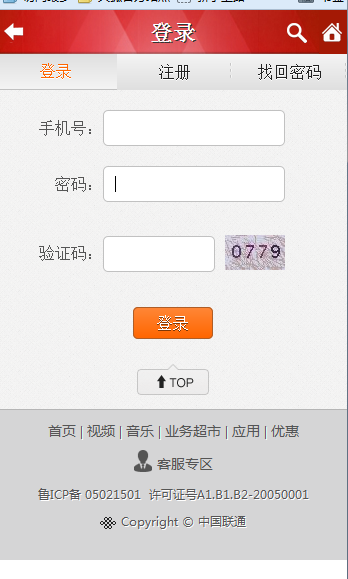 登录
登录 注册 找回密码
手机号：
密码：
验证码： 0779
登录
TOP
首页 | 视频 | 音乐 | 业务超市 | 应用 | 优惠
客服专区
鲁ICP备 05021501 许可证号A1.B1.B2-20050001
Copyright © 中国联通